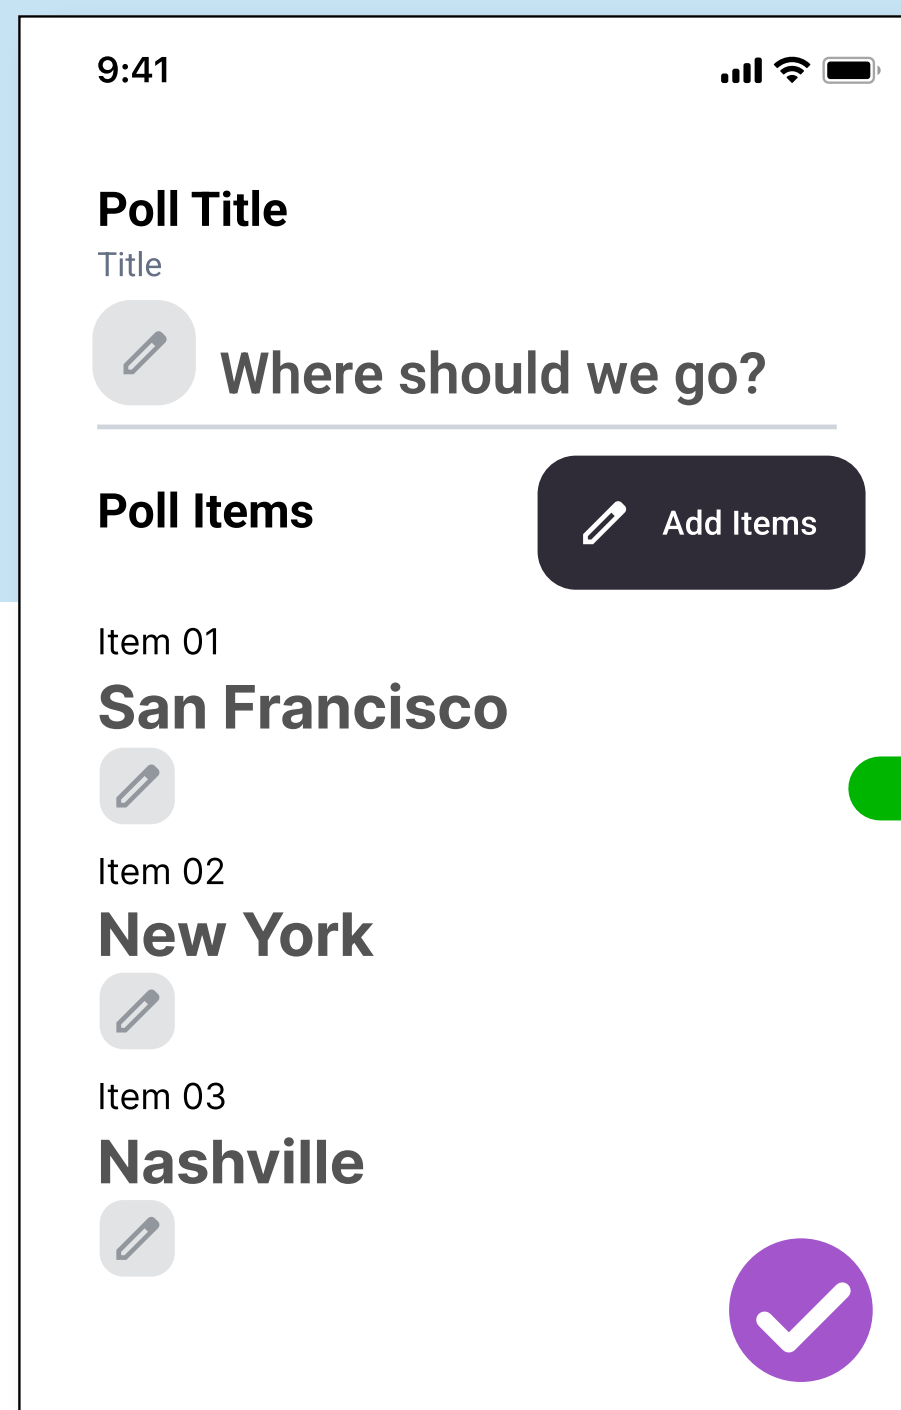 9:41
Poll Title
Title
Where should we go?
Poll Items
Add Items
Item 01
San Francisco
Item 02
New York
Item 03
Nashville